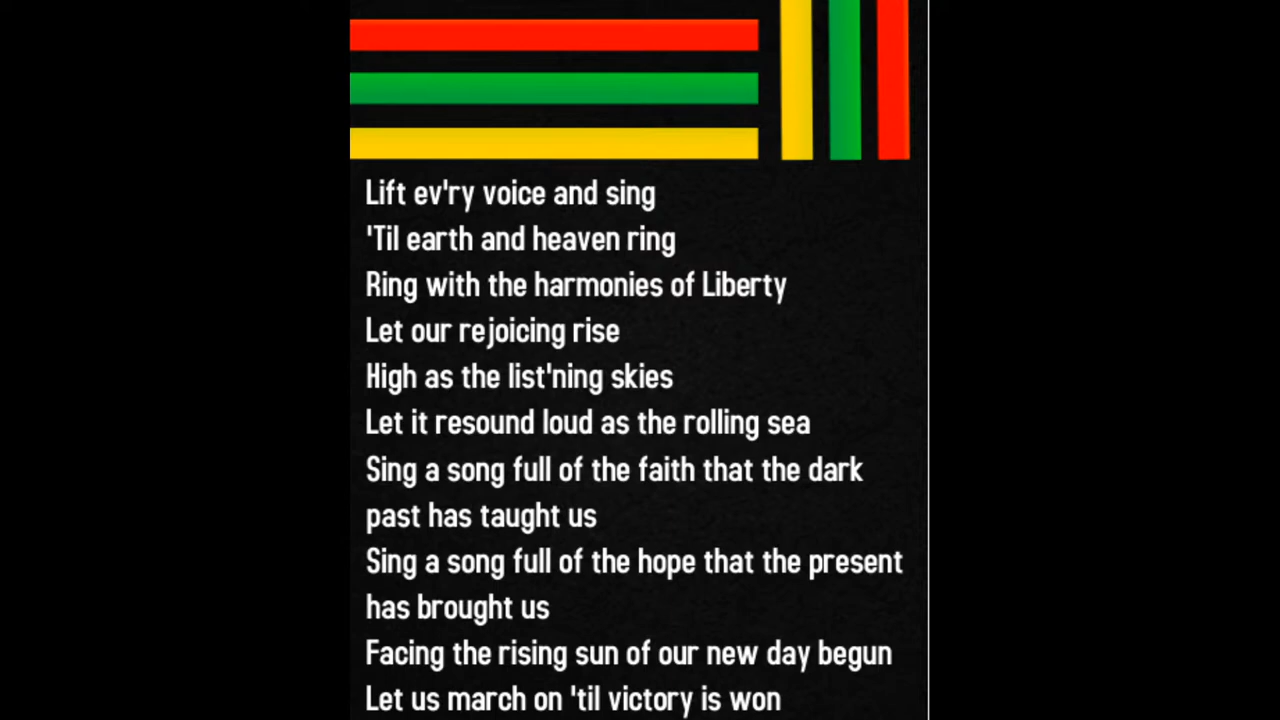 Lift ev'ry voice and sing
'Til earth and heaven ring
Ring with the harmonies of Liberty
Let our rejoicing rise
High as the list'ning skies
Let it resound loud as the rolling sea
Sing a song full of the faith that the dark
past has taught us
Sing a song full of the hope that the present
has brought us
Facing the rising sun of our new day begun
Let us march on 'til victory is won